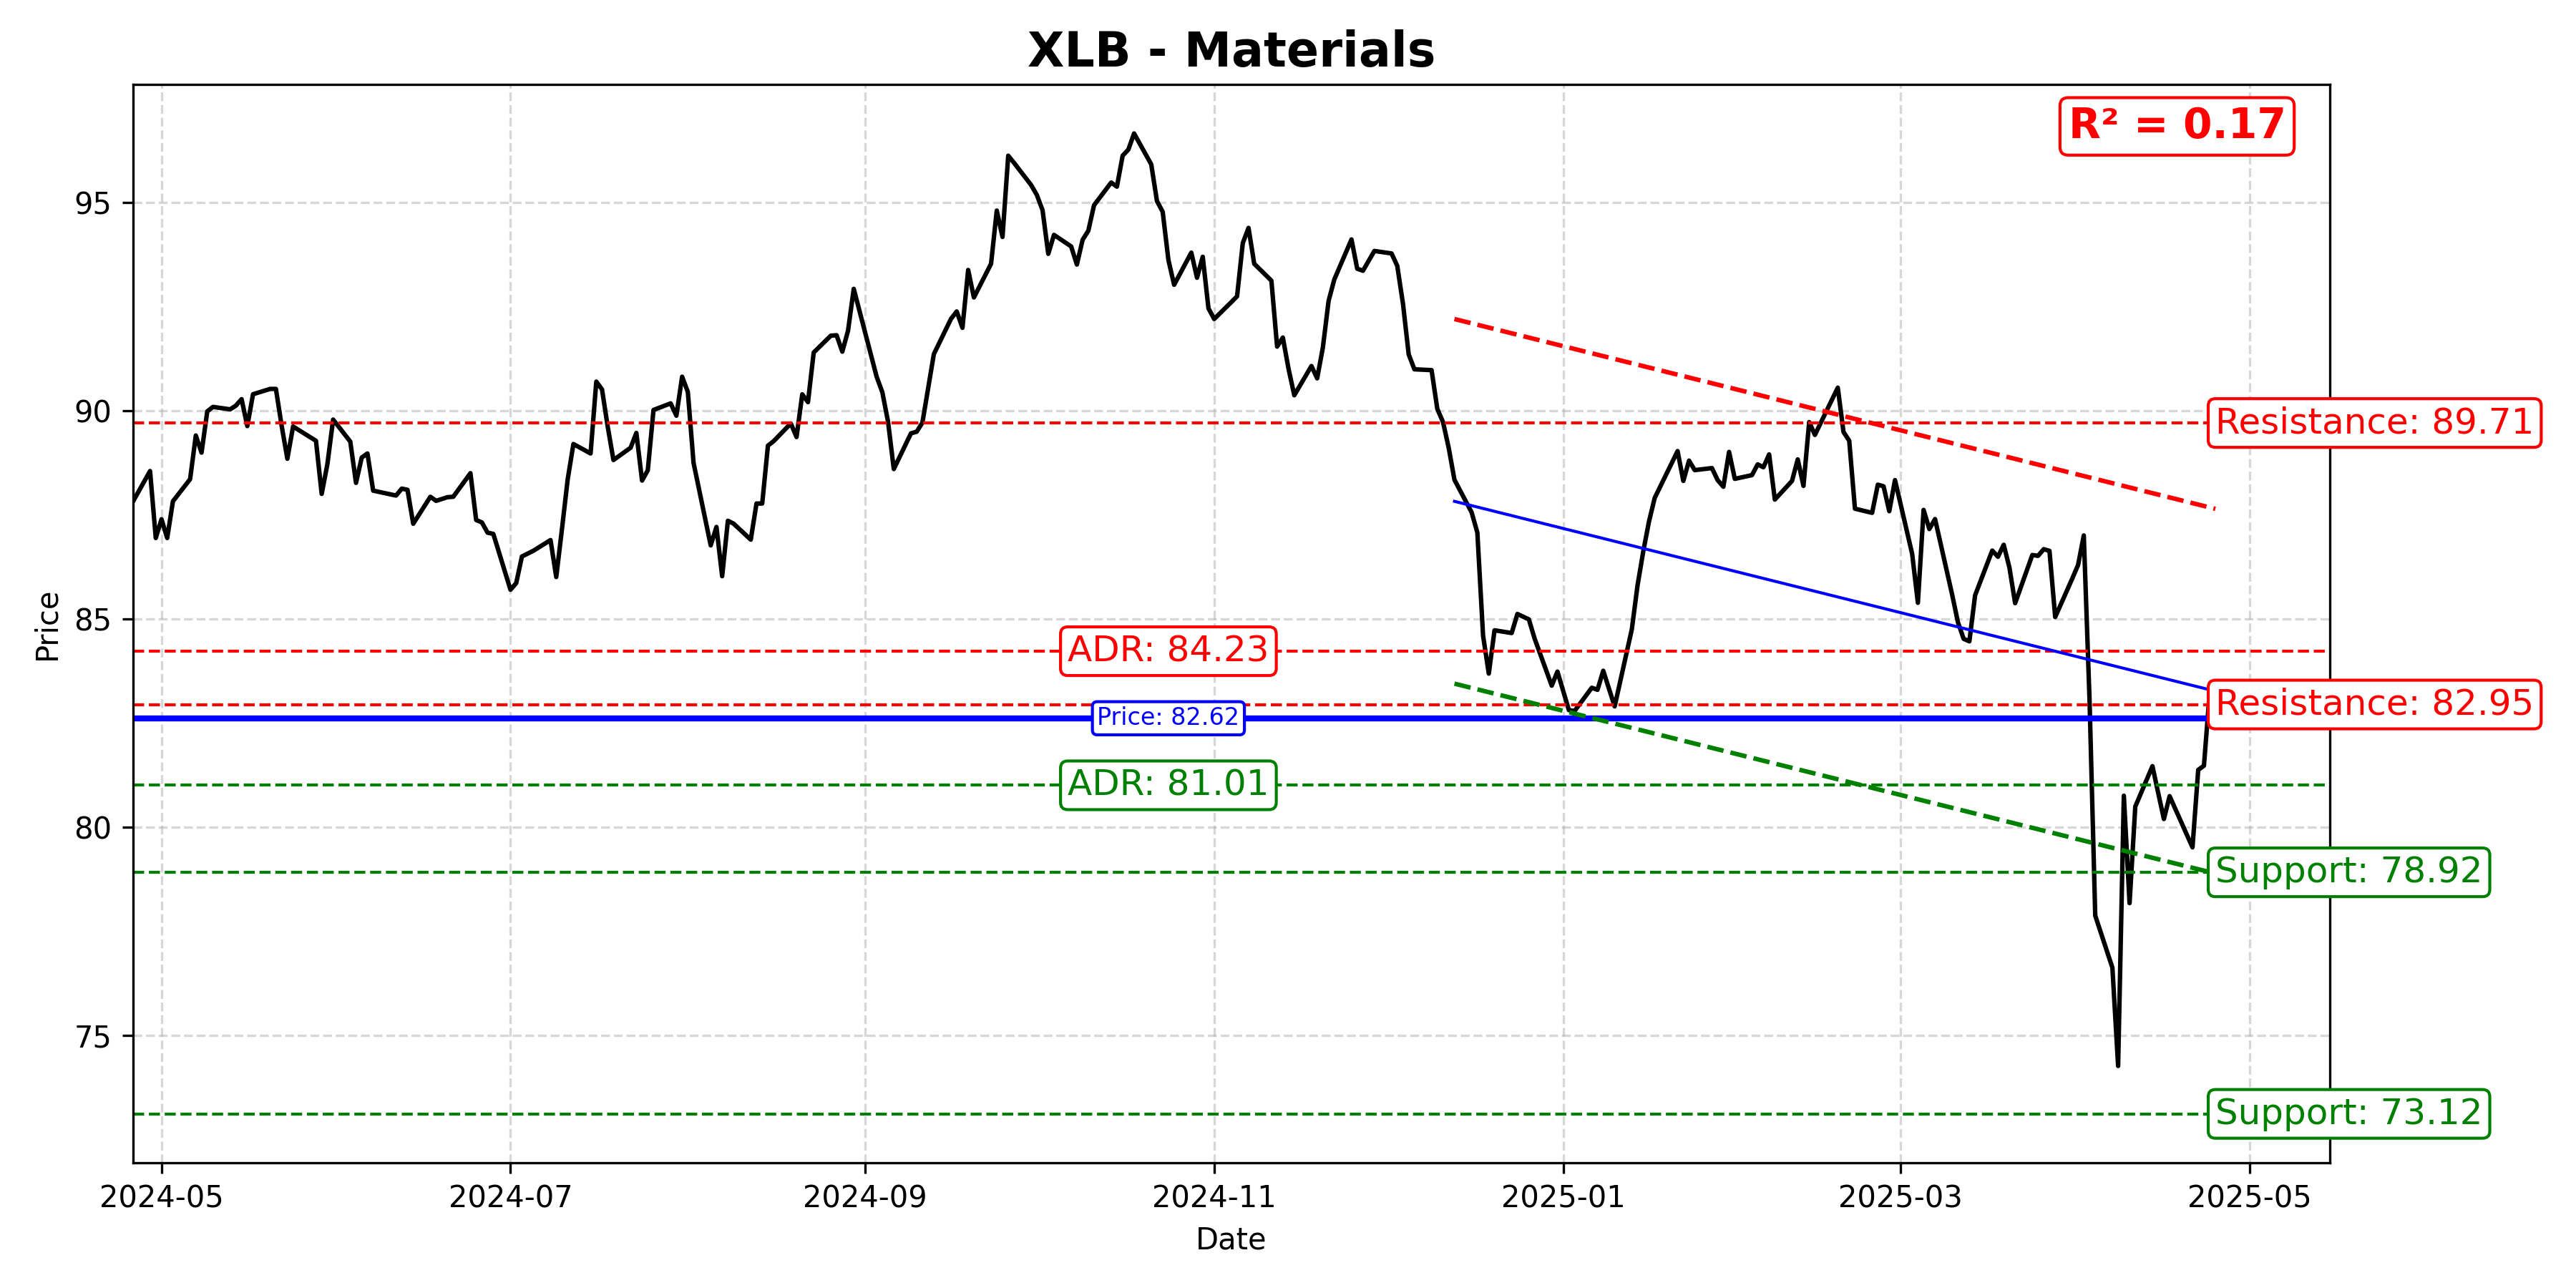 XLB - Materials
R² = 0.17
95
90
Resistance: 89.71
85
Price
ADR: 84.23
Resistance: 82.95
Price: 82.62
ADR: 81.01
80
Support: 78.92
75
Support: 73.12
2024-05
2024-07
2024-09
2024-11
2025-01
2025-03
2025-05
Date